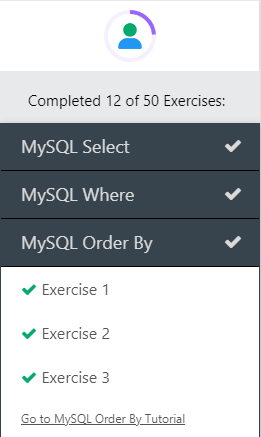 Completed 12 of 50 Exercises:
MySQL Select
MySQL Where
MySQL Order By
Exercise 1
Exercise 2
Exercise 3
Go to MySQL Order By Tutorial